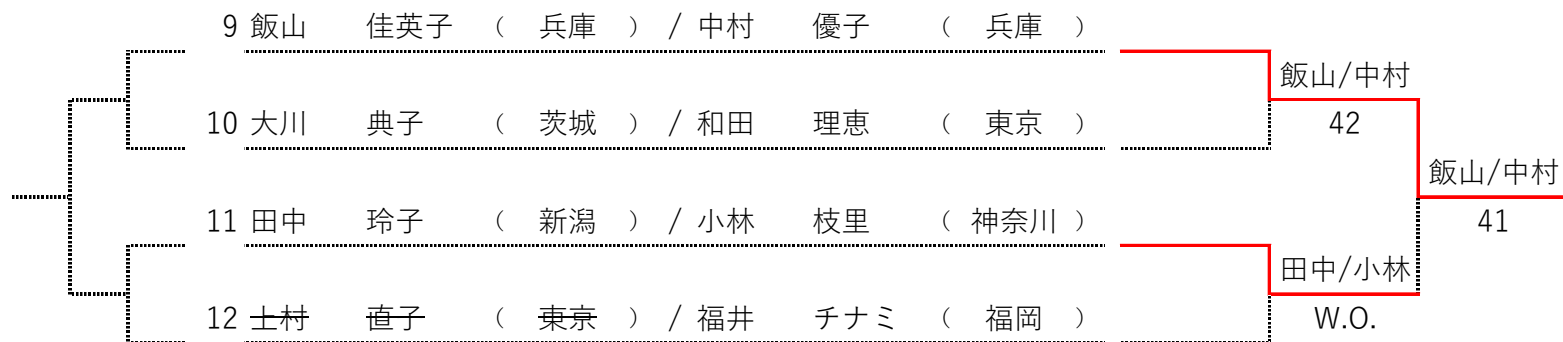 9 飯山 佳英子 ( 兵庫 ) / 中村 優子 ( 兵庫 )
飯山/中村
10 大川 典子 ( 茨城 ) / 和田 理恵 ( 東京 )
42
飯山/中村
11 田中 玲子 ( 新潟 ) / 小林 枝里 ( 神奈川 )
41
田中/小林
12 上村 直子 ( 東京 ) / 福井 チナミ ( 福岡 )
W.O.